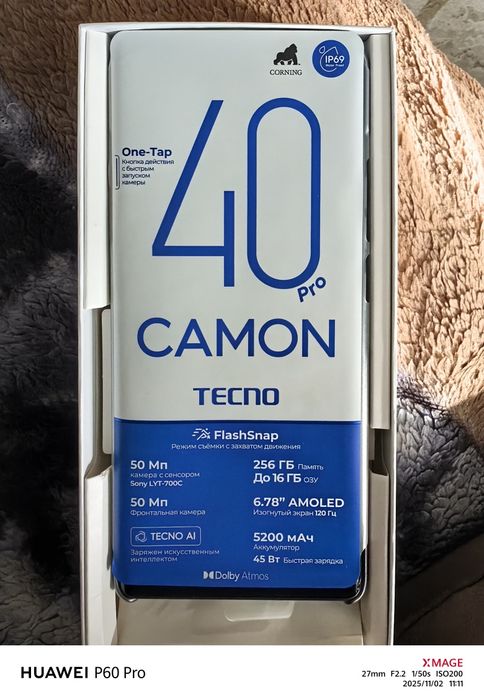 CORNING
IP69
Water Proof
One-Tap
Кнопка действия
с быстрым
запуском
камеры
40
Pro
CAMON
TECNO
FlashSnap
Режим съёмки с захватом движения
50 Мп
камера с сенсором
Sony LYT-700C
50 Мп
Фронтальная камера
TECNO AI
Заряжен искусственным
интеллектом
256 ГБ Память
До 16 ГБ ОЗУ
6.78" AMOLED
Изогнутый экран 120 Гц
5200 мАч
Аккумулятор
45 Вт Быстрая зарядка
Dolby Atmos
HUAWEI P60 Pro
XMAGE
27mm F2.2 1/50s ISO200
2025/11/02 11:11